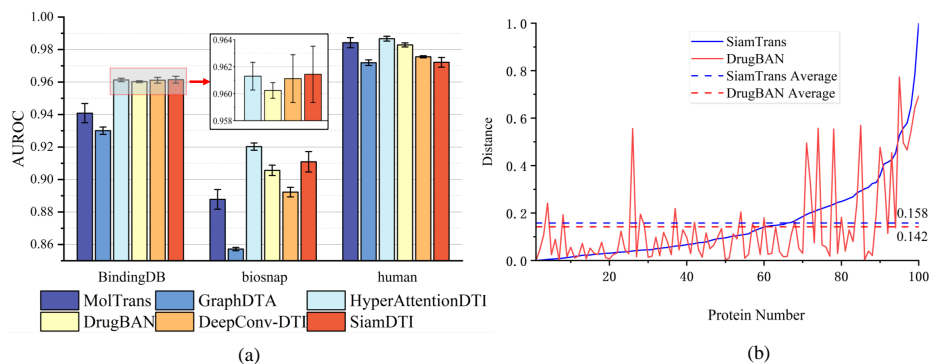 (a)
1.00
0.98
0.96
0.94
0.92
0.90
0.88
0.86
AUROC
0.964
0.962
0.960
0.958
BindingDB biosnap human
MolTrans GraphDTA HyperAttentionDTI
DrugBAN DeepConv-DTI SiamDTI
(a)
(b)
1.0
0.8
0.6
0.4
0.2
0.0
Distance
SiamTrans
DrugBAN
SiamTrans Average
DrugBAN Average
0.158
0.142
0 20 40 60 80 100
Protein Number
(b)